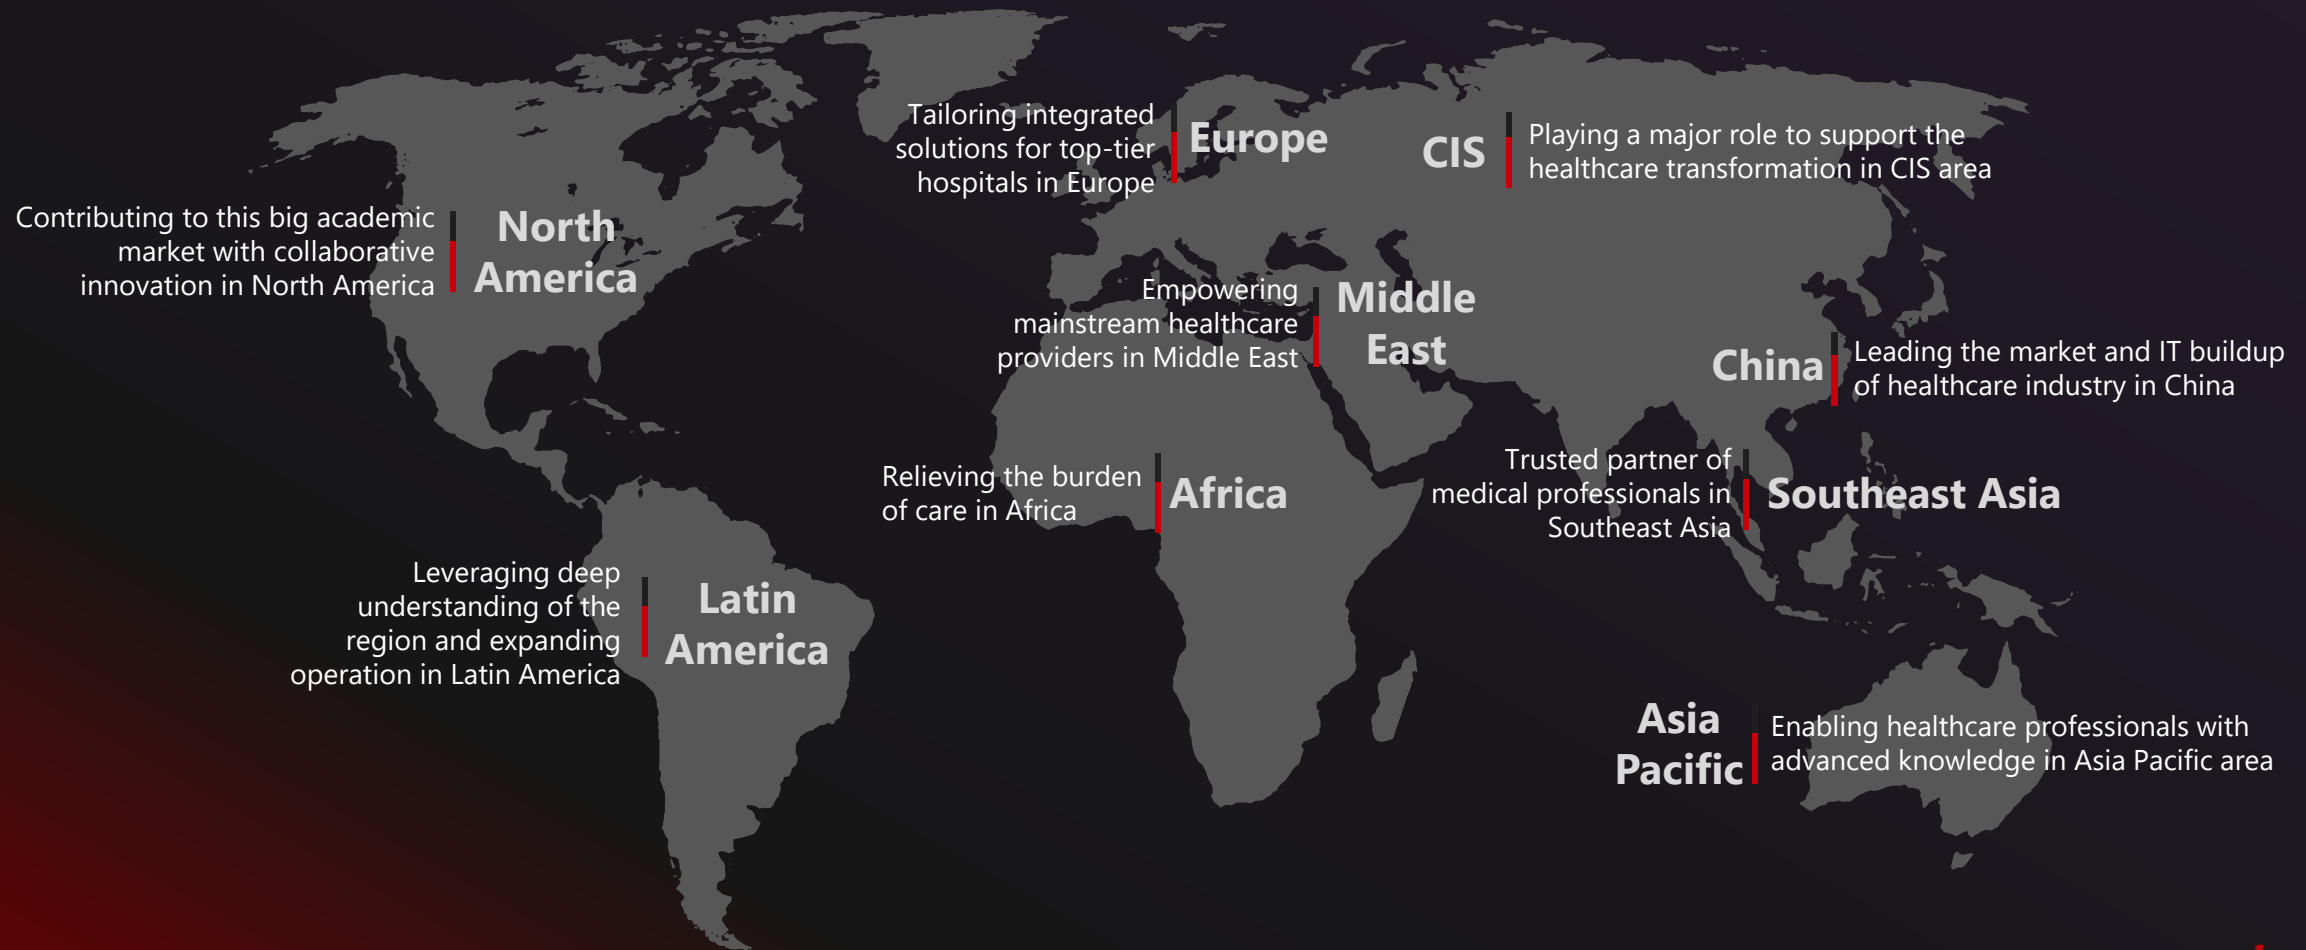 Tailoring integrated
solutions for top-tier
hospitals in Europe
Europe
CIS
Playing a major role to support the
healthcare transformation in CIS area
Contributing to this big academic
market with collaborative
innovation in North America
North
America
Empowering
mainstream healthcare
providers in Middle East
Middle
East
China
Leading the market and IT buildup
of healthcare industry in China
Relieving the burden
of care in Africa
Africa
Trusted partner of
medical professionals in
Southeast Asia
Southeast Asia
Leveraging deep
understanding of the
region and expanding
operation in Latin America
Latin
America
Asia
Pacific
Enabling healthcare professionals with
advanced knowledge in Asia Pacific area